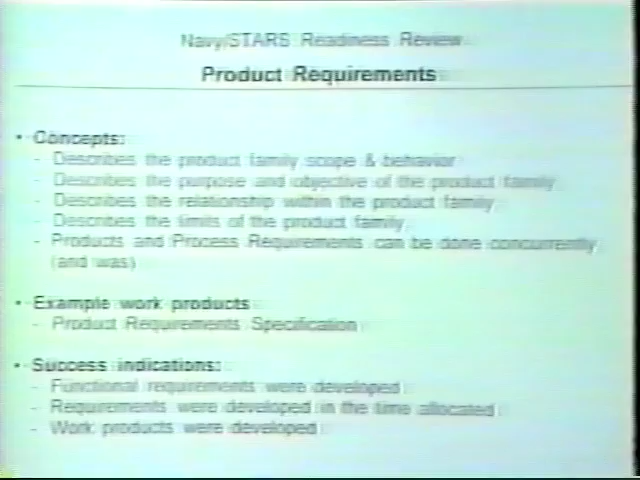 Navy/STARS Readiness Review
Product Requirements
• Concepts:
- Describes the product family scope & behavior
- Describes the purpose and objective of the product family
- Describes the relationship within the product family
- Describes the limits of the product family
- Products and Process Requirements can be done concurrently
(and was)
• Example work products
- Product Requirements Specification
• Success indications:
- Functional requirements were developed
- Requirements were developed in the time allocated
- Work products were developed